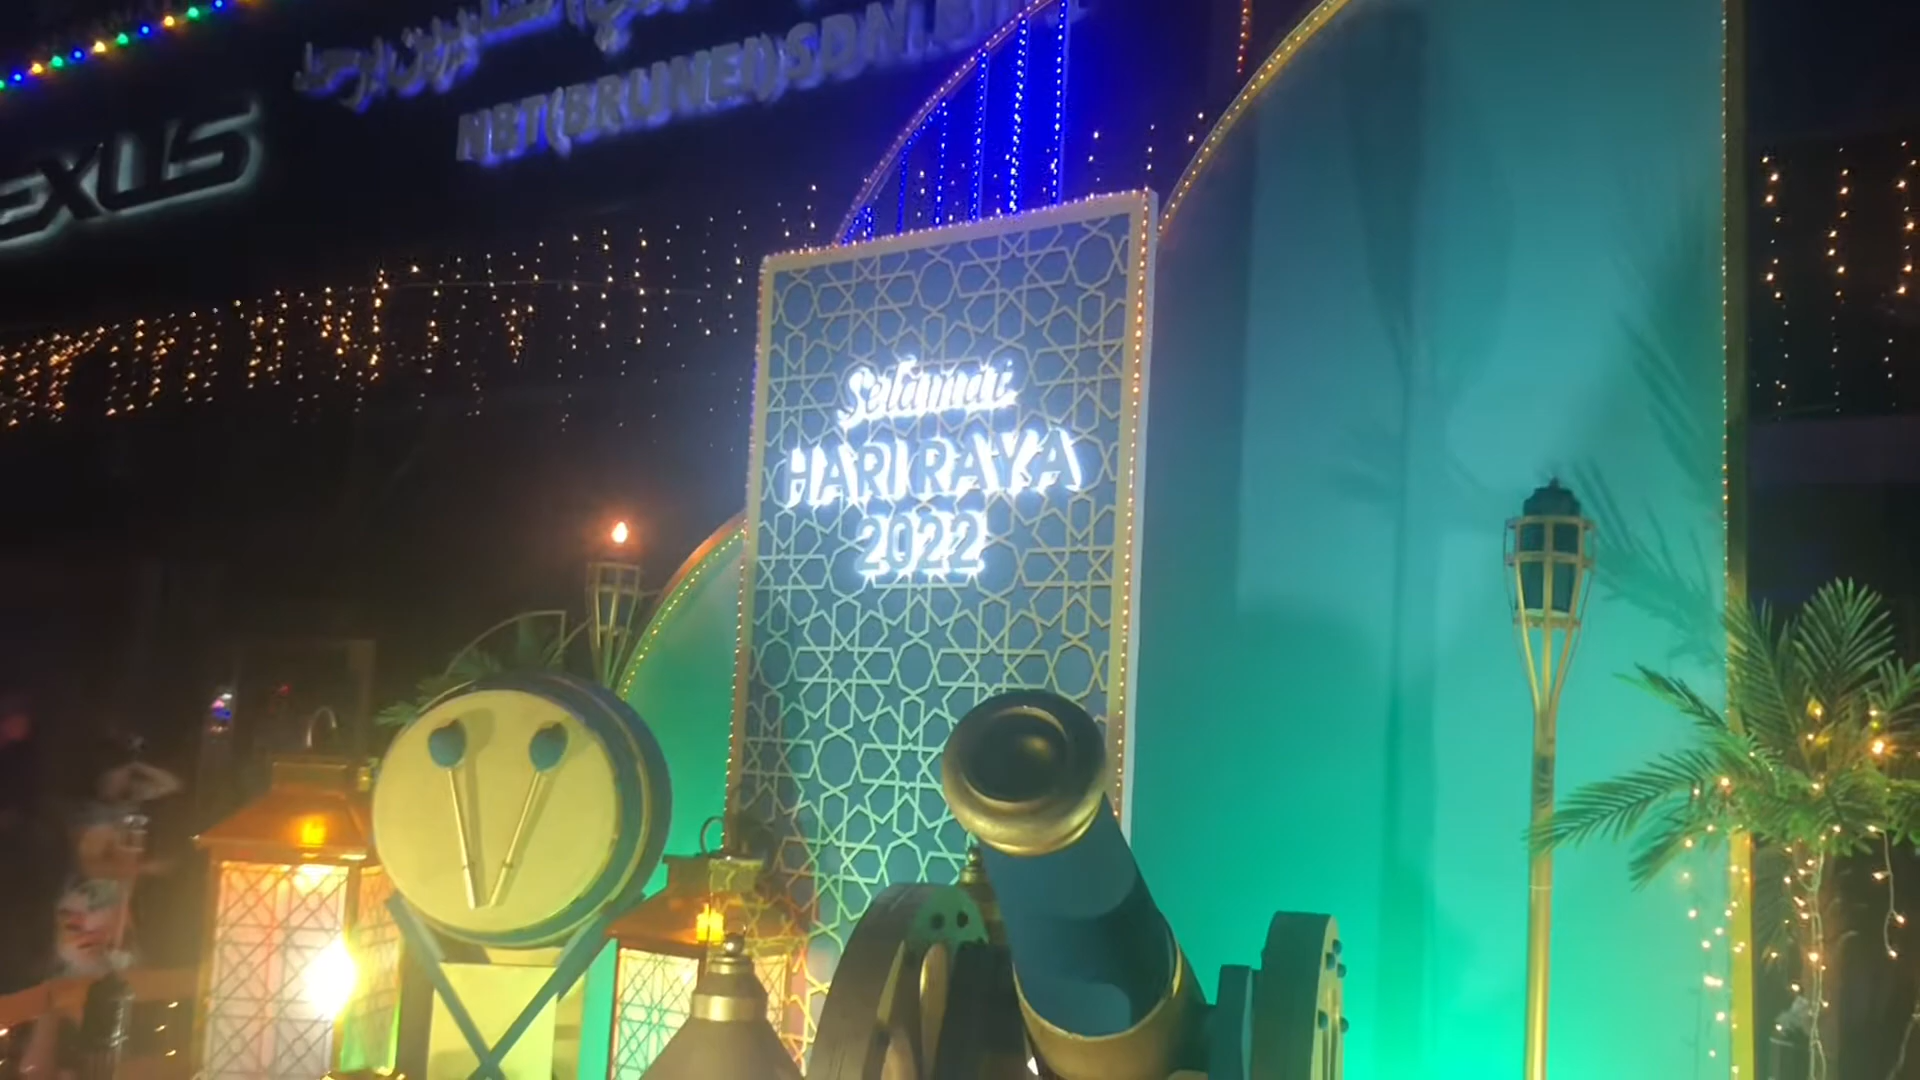 NBT(BRUNEI)SDN.BHD
EXUS
Selamat
HARI RAYA
2022